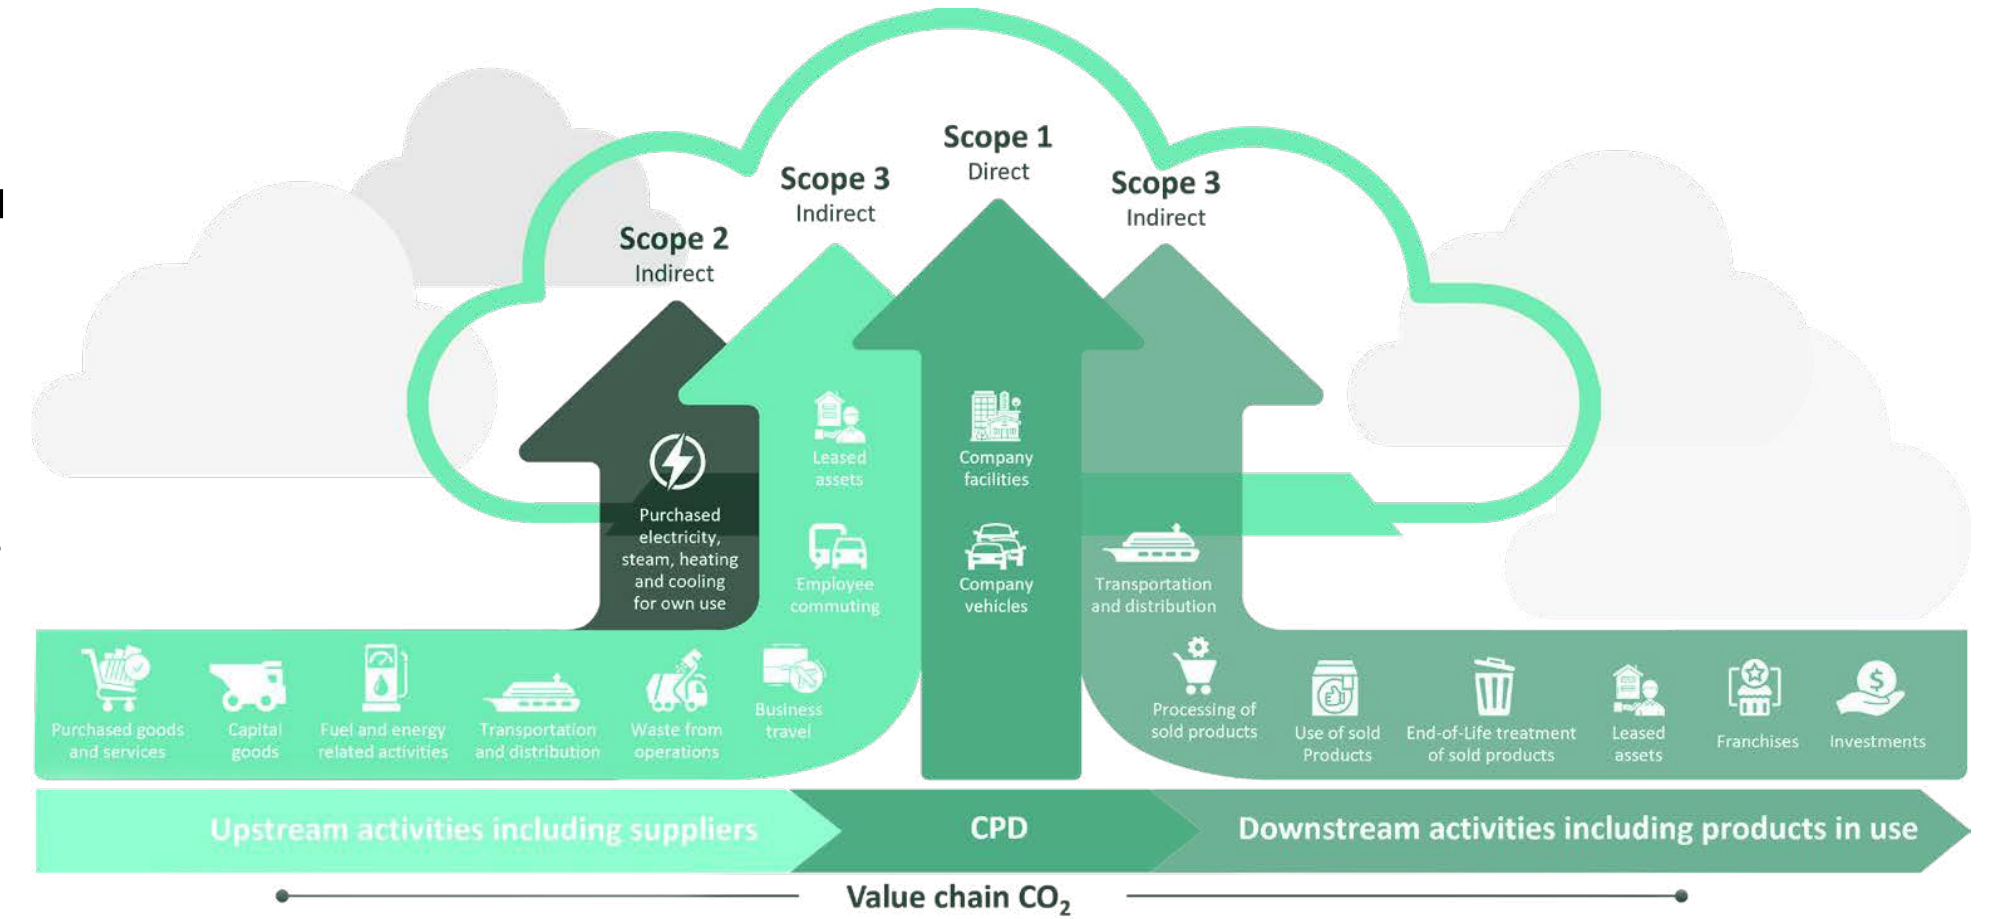 Scope 1
Direct
Scope 3
Indirect
Scope 3
Indirect
Scope 2
Indirect
Leased
assets
Company
facilities
Purchased
electricity,
steam, heating
and cooling
for own use
Employee
commuting
Company
vehicles
Transportation
and distribution
Purchased goods
and services
Capital
goods
Fuel and energy
related activities
Transportation
and distribution
Waste from
operations
Business
travel
Processing of
sold products
Use of sold
Products
End-of-Life treatment
of sold products
Leased
assets
Franchises
Investments
Upstream activities including suppliers
CPD
Downstream activities including products in use
Value chain CO₂